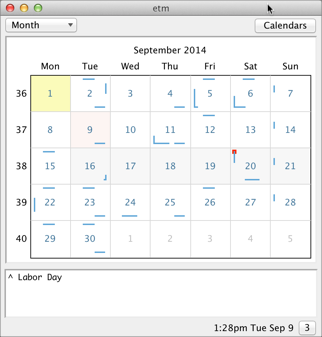 etm
Month Calendars
September 2014
Mon Tue Wed Thu Fri Sat Sun
36 1 2 3 4 5 6 7
37 8 9 10 11 12 13 14
38 15 16 17 18 19 20 21
39 22 23 24 25 26 27 28
40 29 30 1 2 3 4 5
^ Labor Day
1:28pm Tue Sep 9 3